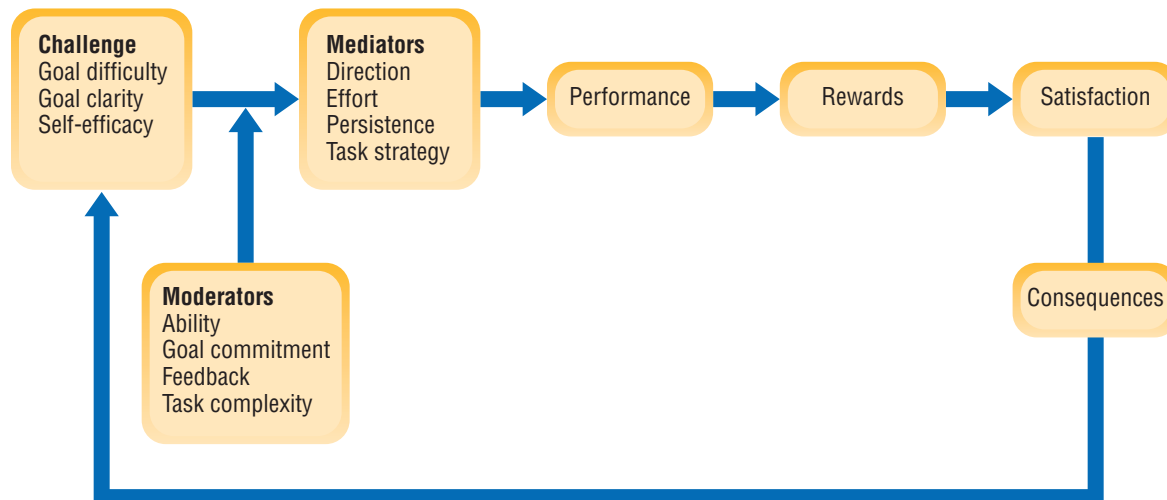 Challenge
Goal difficulty
Goal clarity
Self-efficacy
Mediators
Direction
Effort
Persistence
Task strategy
Performance
Rewards
Satisfaction
Moderators
Ability
Goal commitment
Feedback
Task complexity
Consequences